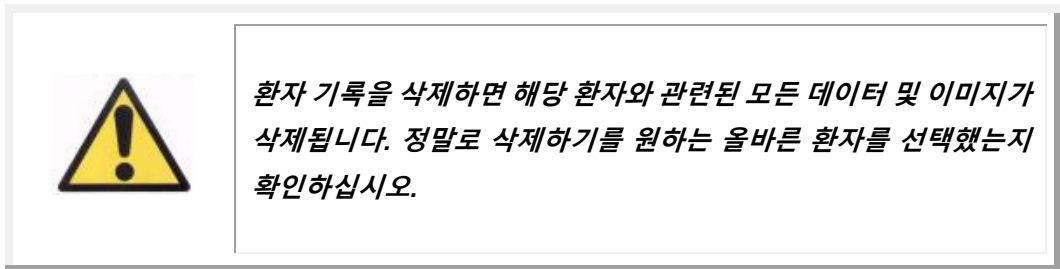 환자 기록을 삭제하면 해당 환자와 관련된 모든 데이터 및 이미지가
삭제됩니다. 정말로 삭제하기를 원하는 올바른 환자를 선택했는지
확인하십시오.